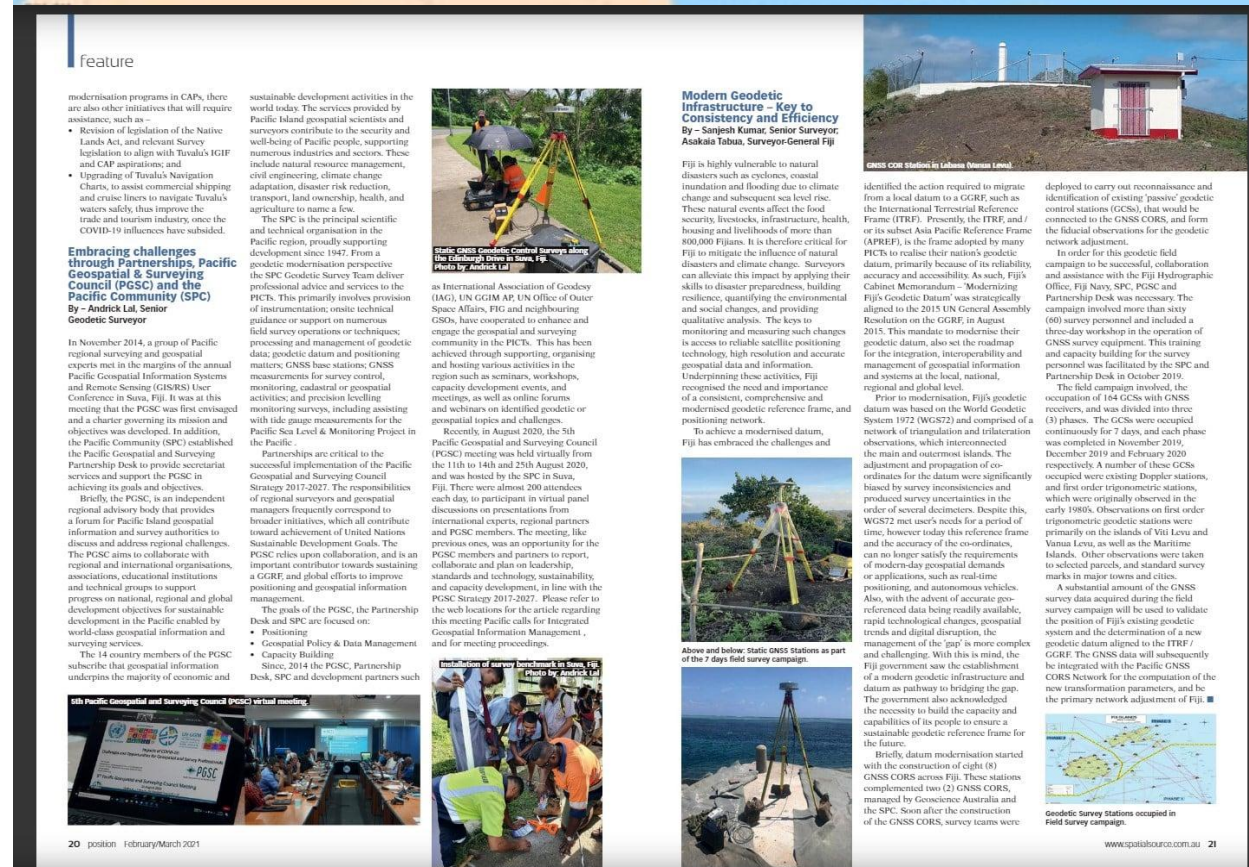 feature
modernisation programs in CAPs, there
are also other initiatives that will require
assistance, such as –
• Revision of legislation of the Native
Lands Act, and relevant Survey
legislation to align with Tuvalu's IGIF
and CAP aspirations; and
• Upgrading of Tuvalu's Navigation
Charts, to assist commercial shipping
and cruise liners to navigate Tuvalu's
waters safely, thus improve the
trade and tourism industry, once the
COVID-19 influences have subsided.
Embracing challenges
through Partnerships, Pacific
Geospatial & Surveying
Council (PGSC) and the
Pacific Community (SPC)
By – Andrick Lal, Senior
Geodetic Surveyor
In November 2014, a group of Pacific
regional surveying and geospatial
experts met in the margins of the annual
Pacific Geospatial Information Systems
and Remote Sensing (GIS/RS) User
Conference in Suva, Fiji. It was at this
meeting that the PGSC was first envisaged
and a charter governing its mission and
objectives was developed. In addition,
the Pacific Community (SPC) established
the Pacific Geospatial and Surveying
Partnership Desk to provide secretariat
services and support the PGSC in
achieving its goals and objectives.
Briefly, the PGSC, is an independent
regional advisory body that provides
a forum for Pacific Island geospatial
information and survey authorities to
discuss and address regional challenges.
The PGSC aims to collaborate with
regional and international organisations,
associations, educational institutions
and technical groups to support
progress on national, regional and global
development objectives for sustainable
development in the Pacific enabled by
world-class geospatial information and
surveying services.
The 14 country members of the PGSC
subscribe that geospatial information
underpins the majority of economic and
sustainable development activities in the
world today. The services provided by
Pacific Island geospatial scientists and
surveyors contribute to the security and
well-being of Pacific people, supporting
numerous industries and sectors. These
include natural resource management,
civil engineering, climate change
adaptation, disaster risk reduction,
transport, land ownership, health, and
agriculture to name a few.
The SPC is the principal scientific
and technical organisation in the
Pacific region, proudly supporting
development since 1947. From a
geodetic modernisation perspective
the SPC Geodetic Survey Team deliver
professional advice and services to the
PICTs. This primarily involves provision
of instrumentation; onsite technical
guidance or support on numerous
field survey operations or techniques;
processing and management of geodetic
data; geodetic datum and positioning
matters; GNSS base stations; GNSS
measurements for survey control,
monitoring, cadastral or geospatial
activities; and precision levelling
monitoring surveys, including assisting
with tide gauge measurements for the
Pacific Sea Level & Monitoring Project in
the Pacific .
Partnerships are critical to the
successful implementation of the Pacific
Geospatial and Surveying Council
Strategy 2017-2027. The responsibilities
of regional surveyors and geospatial
managers frequently correspond to
broader initiatives, which all contribute
toward achievement of United Nations
Sustainable Development Goals. The
PGSC relies upon collaboration, and is an
important contributor towards sustaining
a GGRF, and global efforts to improve
positioning and geospatial information
management.
The goals of the PGSC, the Partnership
Desk and SPC are focused on:
• Positioning
• Geospatial Policy & Data Management
• Capacity Building
Since, 2014 the PGSC, Partnership
Desk, SPC and development partners such
5th Pacific Geospatial and Surveying Council (PGSC) virtual meeting.
PGSC
Static GNSS Geodetic Control Surveys along
the Edinburgh Drive in Suva, Fiji.
Photo by: Andrick Lal
as International Association of Geodesy
(IAG), UN GGIM AP, UN Office of Outer
Space Affairs, FIG and neighbouring
GSOs, have cooperated to enhance and
engage the geospatial and surveying
community in the PICTs. This has been
achieved through supporting, organising
and hosting various activities in the
region such as seminars, workshops,
capacity development events, and
meetings, as well as online forums
and webinars on identified geodetic or
geospatial topics and challenges.
Recently, in August 2020, the 5th
Pacific Geospatial and Surveying Council
(PGSC) meeting was held virtually from
the 11th to 14th and 25th August 2020,
and was hosted by the SPC in Suva,
Fiji. There were almost 200 attendees
each day, to participant in virtual panel
discussions on presentations from
international experts, regional partners
and PGSC members. The meeting, like
previous ones, was an opportunity for the
PGSC members and partners to report,
collaborate and plan on leadership,
standards and technology, sustainability,
and capacity development, in line with the
PGSC Strategy 2017-2027. Please refer to
the web locations for the article regarding
this meeting Pacific calls for Integrated
Geospatial Information Management ,
and for meeting proceedings.
Installation of survey benchmark in Suva, Fiji.
Photo by: Andrick Lal
20 position February/March 2021
Modern Geodetic
Infrastructure – Key to
Consistency and Efficiency
By – Sanjesh Kumar, Senior Surveyor;
Asakaia Tabua, Surveyor-General Fiji
Fiji is highly vulnerable to natural
disasters such as cyclones, coastal
inundation and flooding due to climate
change and subsequent sea level rise.
These natural events affect the food
security, livestocks, infrastructure, health,
housing and livelihoods of more than
800,000 Fijians. It is therefore critical for
Fiji to mitigate the influence of natural
disasters and climate change. Surveyors
can alleviate this impact by applying their
skills to disaster preparedness, building
resilience, quantifying the environmental
and social changes, and providing
qualitative analysis. The keys to
monitoring and measuring such changes
is access to reliable satellite positioning
technology, high resolution and accurate
geospatial data and information.
Underpinning these activities, Fiji
recognised the need and importance
of a consistent, comprehensive and
modernised geodetic reference frame, and
positioning network.
To achieve a modernised datum,
Fiji has embraced the challenges and
Above and below: Static GNSS Stations as part
of the 7 days field survey campaign.
GNSS COR Station in Labasa (Vanua Levu).
identified the action required to migrate
from a local datum to a GGRF, such as
the International Terrestrial Reference
Frame (ITRF). Presently, the ITRF, and /
or its subset Asia Pacific Reference Frame
(APREF), is the frame adopted by many
PICTs to realise their nation's geodetic
datum, primarily because of its reliability,
accuracy and accessibility. As such, Fiji's
Cabinet Memorandum – 'Modernizing
Fiji's Geodetic Datum' was strategically
aligned to the 2015 UN General Assembly
Resolution on the GGRF, in August
2015. This mandate to modernise their
geodetic datum, also set the roadmap
for the integration, interoperability and
management of geospatial information
and systems at the local, national,
regional and global level.
Prior to modernisation, Fiji's geodetic
datum was based on the World Geodetic
System 1972 (WGS72) and comprised of a
network of triangulation and trilateration
observations, which interconnected
the main and outermost islands. The
adjustment and propagation of co-
ordinates for the datum were significantly
biased by survey inconsistencies and
produced survey uncertainties in the
order of several decimeters. Despite this,
WGS72 met user's needs for a period of
time, however today this reference frame
and the accuracy of the co-ordinates,
can no longer satisfy the requirements
of modern-day geospatial demands
or applications, such as real-time
positioning, and autonomous vehicles.
Also, with the advent of accurate geo-
referenced data being readily available,
rapid technological changes, geospatial
trends and digital disruption, the
management of the 'gap' is more complex
and challenging. With this is mind, the
Fiji government saw the establishment
of a modern geodetic infrastructure and
datum as pathway to bridging the gap.
The government also acknowledged
the necessity to build the capacity and
capabilities of its people to ensure a
sustainable geodetic reference frame for
the future.
Briefly, datum modernisation started
with the construction of eight (8)
GNSS CORS across Fiji. These stations
complemented two (2) GNSS CORS,
managed by Geoscience Australia and
the SPC. Soon after the construction
of the GNSS CORS, survey teams were
deployed to carry out reconnaissance and
identification of existing 'passive' geodetic
control stations (GCSs), that would be
connected to the GNSS CORS, and form
the fiducial observations for the geodetic
network adjustment.
In order for this geodetic field
campaign to be successful, collaboration
and assistance with the Fiji Hydrographic
Office, Fiji Navy, SPC, PGSC and
Partnership Desk was necessary. The
campaign involved more than sixty
(60) survey personnel and included a
three-day workshop in the operation of
GNSS survey equipment. This training
and capacity building for the survey
personnel was facilitated by the SPC and
Partnership Desk in October 2019.
The field campaign involved, the
occupation of 164 GCSs with GNSS
receivers, and was divided into three
(3) phases. The GCSs were occupied
continuously for 7 days, and each phase
was completed in November 2019,
December 2019 and February 2020
respectively. A number of these GCSs
occupied were existing Doppler stations,
and first order trigonometric stations,
which were originally observed in the
early 1980's. Observations on first order
trigonometric geodetic stations were
primarily on the islands of Viti Levu and
Vanua Levu, as well as the Maritime
Islands. Other observations were taken
to selected parcels, and standard survey
marks in major towns and cities.
A substantial amount of the GNSS
survey data acquired during the field
survey campaign will be used to validate
the position of Fiji's existing geodetic
system and the determination of a new
geodetic datum aligned to the ITRF /
GGRF. The GNSS data will subsequently
be integrated with the Pacific GNSS
CORS Network for the computation of the
new transformation parameters, and be
the primary network adjustment of Fiji.
Geodetic Survey Stations occupied in
Field Survey campaign.
www.spatialsource.com.au 21